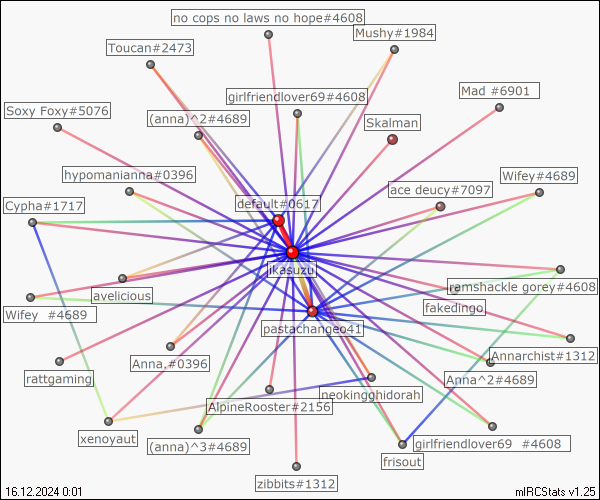 no cops no laws no hope#4608
Mushy#1984
Toucan#2473
girlfriendlover69#4608
Mad #6901
Soxy Foxy#5076
(anna)^2#4689
Skalman
hypomanianna#0396
Wifey#4689
ace deucy#7097
Cypha#1717
default#0617
jkasuzu
ramshackle gorey#4608
avelicious
fakedingo
Wifey #4689
pastachangeo41
Annarchist#1312
Anna.#0396
rattgaming
Anna^2#4689
neokingghidorah
AlpineRooster#2156
xenoyaut
(anna)^3#4689
girlfriendlover69 #4608
frisout
zibbits#1312
16.12.2024 0:01
mIRCStats v1.25